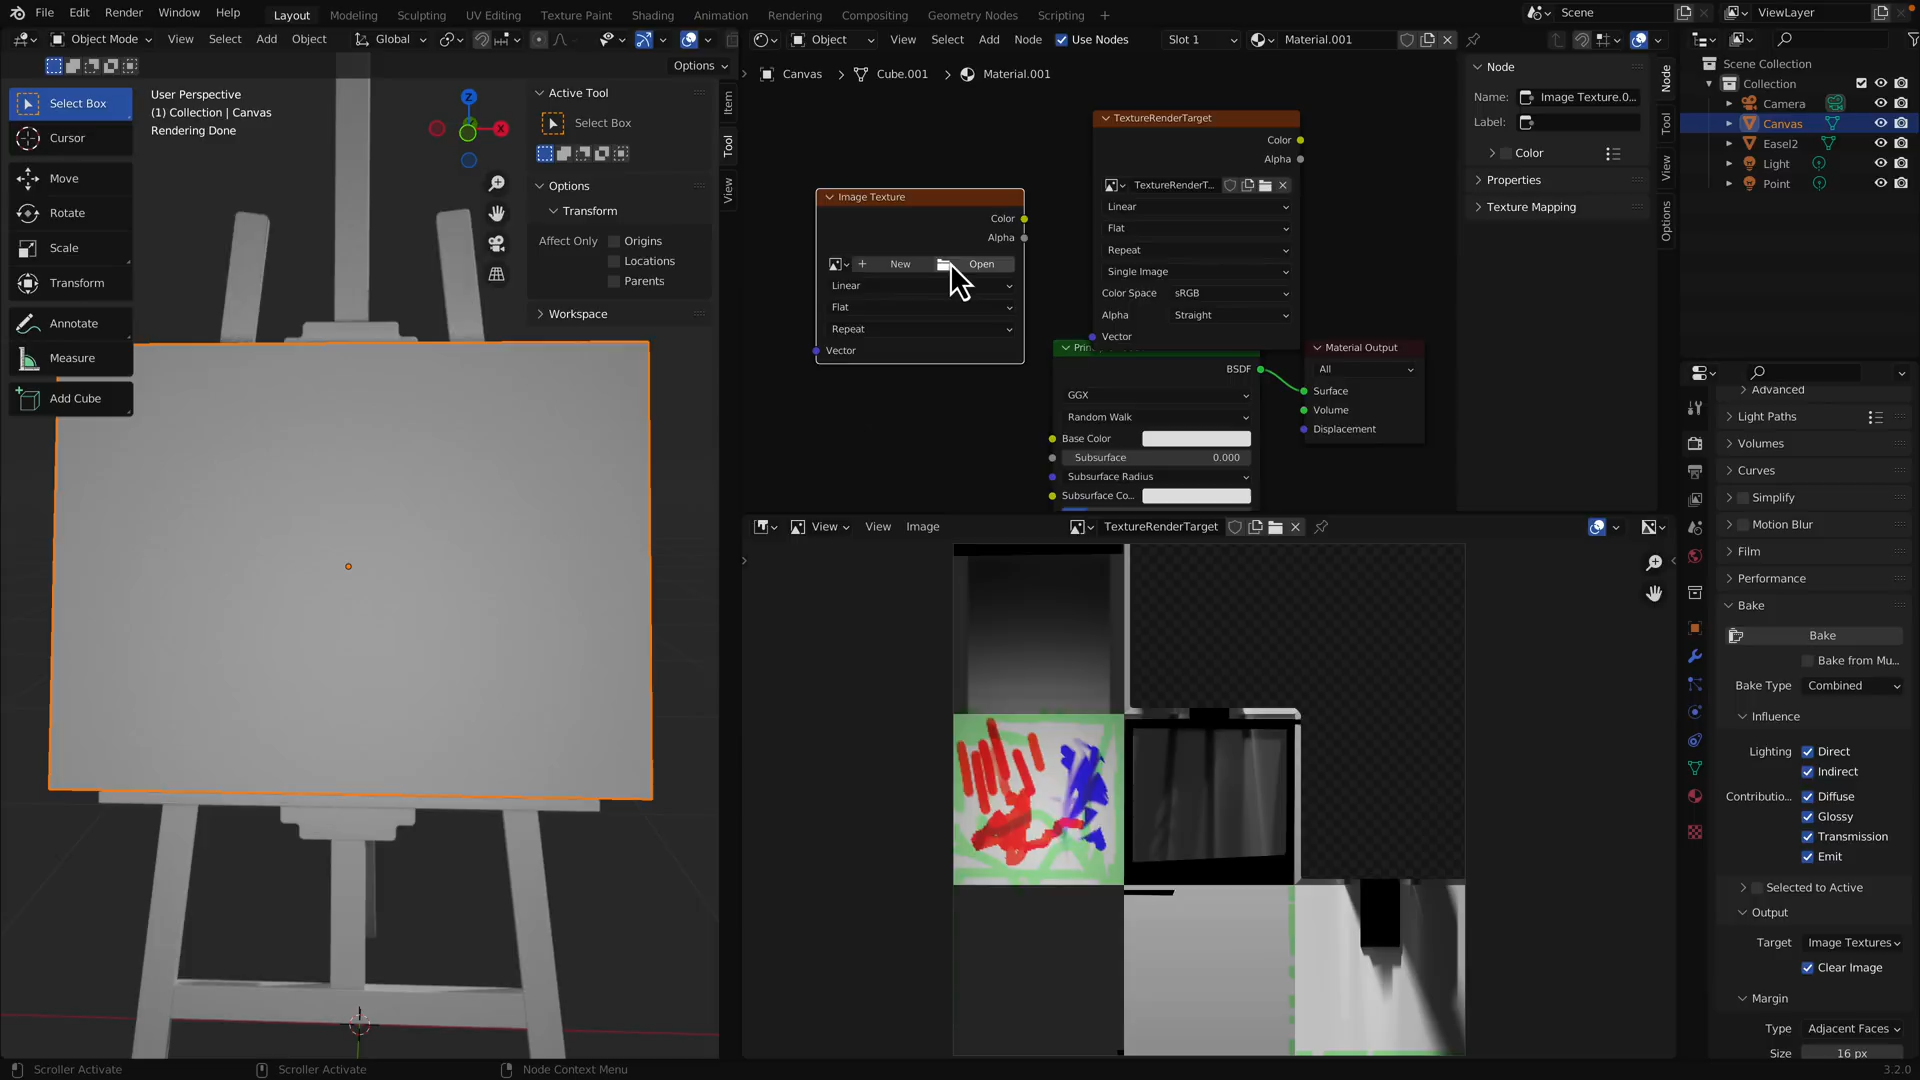 File Edit Render Window Help Layout Modeling Sculpting UV Editing Texture Paint Shading Animation Rendering Compositing Geometry Nodes Scripting + Scene ViewLayer
Object Mode View Select Add Object Global Object View Select Add Node Use Nodes Slot 1 Material.001
Options
Select Box
Cursor
Move
Rotate
Scale
Transform
Annotate
Measure
Add Cube
User Perspective
(1) Collection | Canvas
Rendering Done
Z
X
Active Tool
Select Box
Options
Transform
Affect Only Origins
Locations
Parents
Workspace
Item
Tool
View
Canvas Cube.001 Material.001
Image Texture
Color
Alpha
New Open
Linear
Flat
Repeat
Vector
TextureRenderTarget
Color
Alpha
TextureRenderT...
Linear
Flat
Repeat
Single Image
Color Space sRGB
Alpha Straight
Vector
BSDF
GGX
Random Walk
Base Color
Subsurface 0.000
Subsurface Radius
Subsurface Co...
Material Output
All
Surface
Volume
Displacement
Node
Name: Image Texture.0...
Label:
Color
Properties
Texture Mapping
Node
Tool
View
Options
View View Image TextureRenderTarget
Scene Collection
Collection
Camera
Canvas
Easel2
Light
Point
Advanced
Light Paths
Volumes
Curves
Simplify
Motion Blur
Film
Performance
Bake
Bake
Bake from Mu...
Bake Type Combined
Influence
Lighting Direct
Indirect
Contributio... Diffuse
Glossy
Transmission
Emit
Selected to Active
Output
Target Image Textures
Clear Image
Margin
Type Adjacent Faces
Size 16 px
Scroller Activate Scroller Activate Node Context Menu 3.2.0